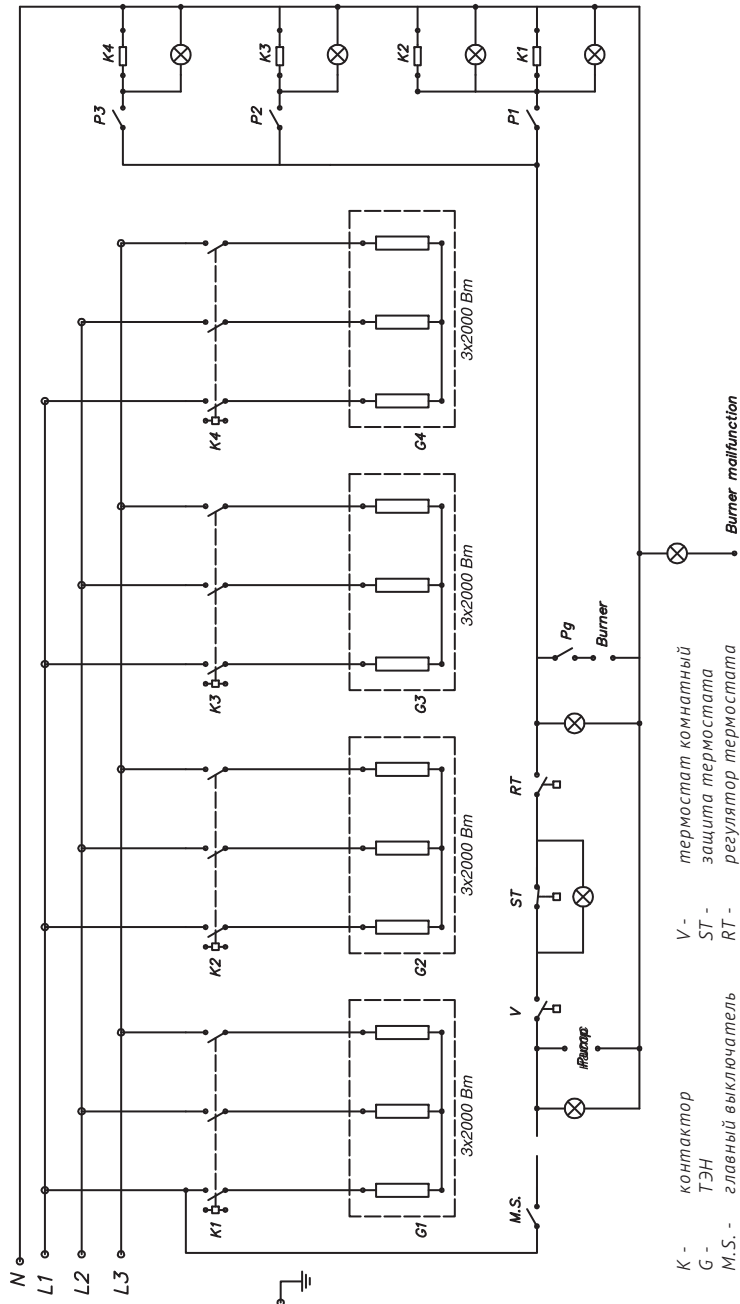 N
L1
L2
L3
P3
K4
P2
K3
K2
P1
K1
K1
K2
K3
K4
G1
G2
G3
G4
3x2000 Вт
3x2000 Вт
3x2000 Вт
3x2000 Вт
M.S.
V
ST
RT
Pg
Burner
Burner mailfunction
K - контактор
G - ТЭН
M.S. - главный выключатель
V - термостат комнатный
ST - защита термостата
RT - регулятор термостата